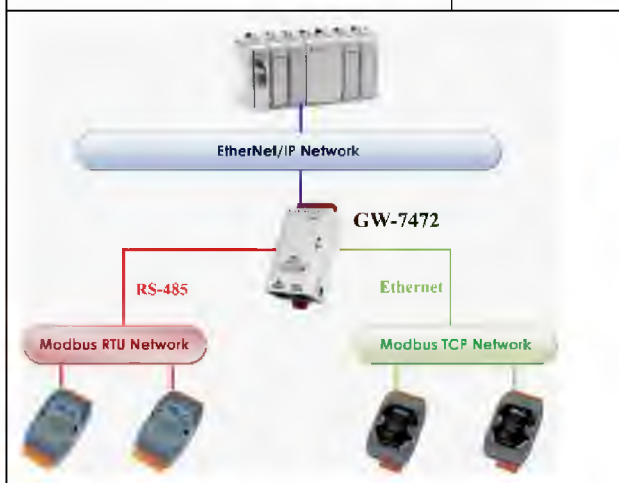 EtherNet/IP Network
GW-7472
RS-485
Ethernet
Modbus RTU Network
Modbus TCP Network